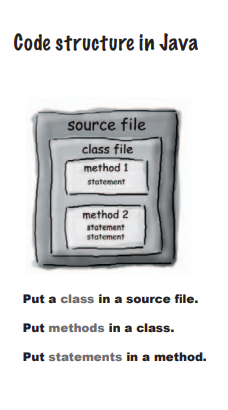 Code structure in Java
source file
class file
method 1
statement
method 2
statement
statement
Put a class in a source file.
Put methods in a class.
Put statements in a method.